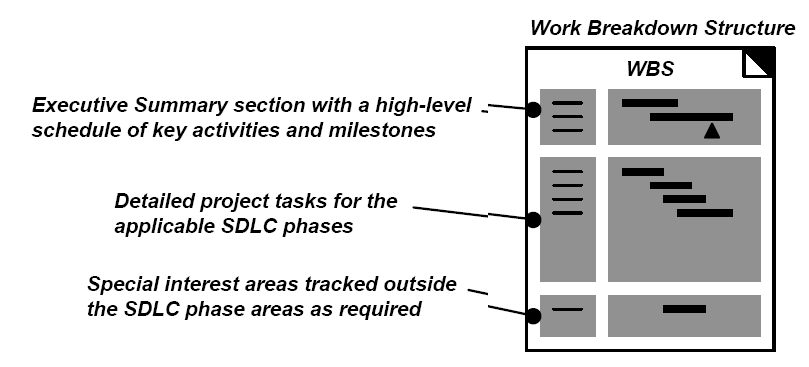 Work Breakdown Structure
WBS
Executive Summary section with a high-level
schedule of key activities and milestones
Detailed project tasks for the
applicable SDLC phases
Special interest areas tracked outside
the SDLC phase areas as required